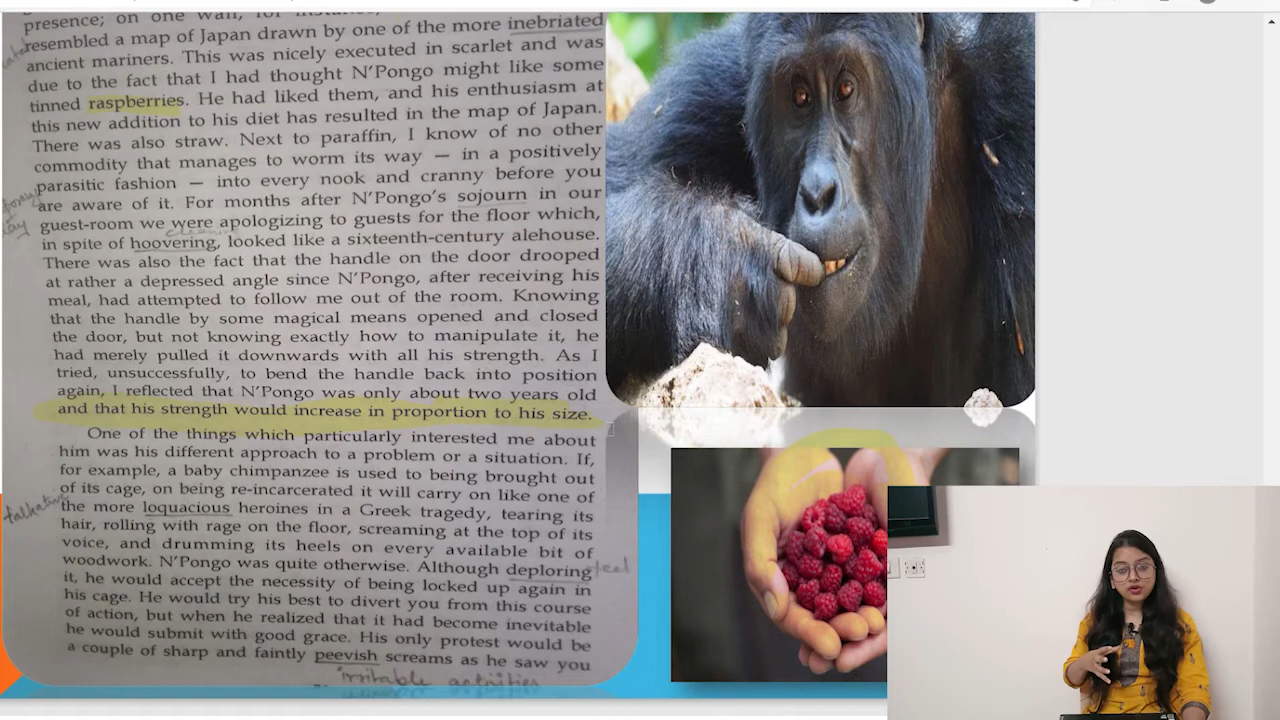 presence; on one wall, for instance,
resembled a map of Japan drawn by one of the more inebriated
ancient mariners. This was nicely executed in scarlet and was
due to the fact that I had thought N'Pongo might like some
tinned raspberries. He had liked them, and his enthusiasm at
this new addition to his diet has resulted in the map of Japan.
There was also straw. Next to paraffin, I know of no other
commodity that manages to worm its way — in a positively
parasitic fashion — into every nook and cranny before you
are aware of it. For months after N'Pongo's sojourn in our
guest-room we were apologizing to guests for the floor which,
cleaning
in spite of hoovering, looked like a sixteenth-century alehouse.
There was also the fact that the handle on the door drooped
at rather a depressed angle since N'Pongo, after receiving his
meal, had attempted to follow me out of the room. Knowing
that the handle by some magical means opened and closed
the door, but not knowing exactly how to manipulate it, he
had merely pulled it downwards with all his strength. As I
tried, unsuccessfully, to bend the handle back into position
again, I reflected that N'Pongo was only about two years old
and that his strength would increase in proportion to his size.
One of the things which particularly interested me about
him was his different approach to a problem or a situation. If,
for example, a baby chimpanzee is used to being brought out
of its cage, on being re-incarcerated it will carry on like one of
talkative the more loquacious heroines in a Greek tragedy, tearing its
hair, rolling with rage on the floor, screaming at the top of its
voice, and drumming its heels on every available bit of
woodwork. N'Pongo was quite otherwise. Although deploring
it, he would accept the necessity of being locked up again in
his cage. He would try his best to divert you from this course
of action, but when he realized that it had become inevitable
he would submit with good grace. His only protest would be
a couple of sharp and faintly peevish screams as he saw you
irritable activities